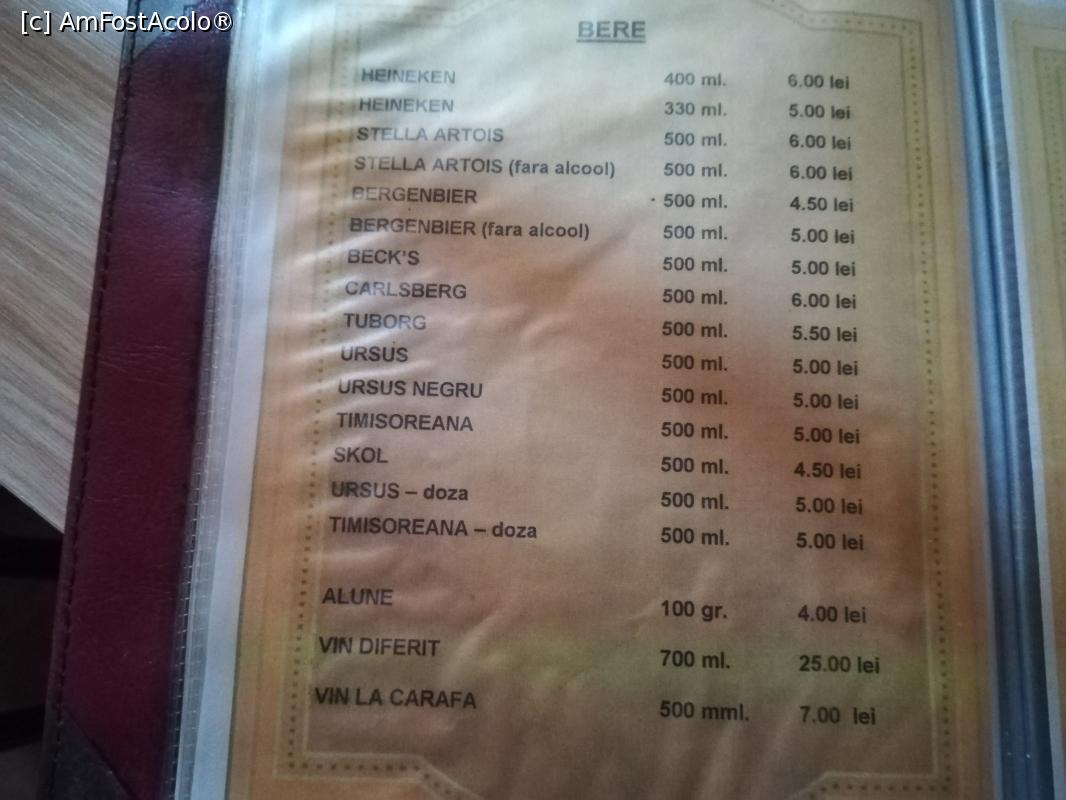 [c] AmFostAcolo®
BERE
HEINEKEN 400 ml. 6.00 lei
HEINEKEN 330 ml. 5.00 lei
STELLA ARTOIS 500 ml. 6.00 lei
STELLA ARTOIS (fara alcool) 500 ml. 6.00 lei
BERGENBIER 500 ml. 4.50 lei
BERGENBIER (fara alcool) 500 ml. 5.00 lei
BECK'S 500 ml. 5.00 lei
CARLSBERG 500 ml. 6.00 lei
TUBORG 500 ml. 5.50 lei
URSUS 500 ml. 5.00 lei
URSUS NEGRU 500 ml. 5.00 lei
TIMISOREANA 500 ml. 5.00 lei
SKOL 500 ml. 4.50 lei
URSUS – doza 500 ml. 5.00 lei
TIMISOREANA – doza 500 ml. 5.00 lei
ALUNE 100 gr. 4.00 lei
VIN DIFERIT 700 ml. 25.00 lei
VIN LA CARAFA 500 mml. 7.00 lei